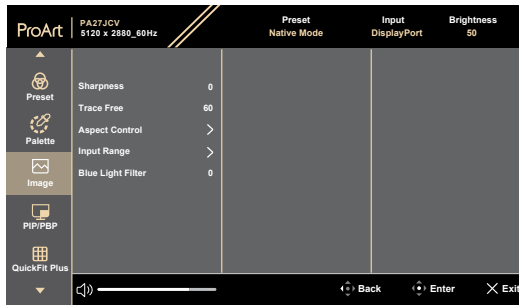 ProArt
PA27JCV
5120 x 2880_60Hz
Preset
Native Mode
Input
DisplayPort
Brightness
50
Preset
Palette
Image
PIP/PBP
QuickFit Plus
Sharpness 0
Trace Free 60
Aspect Control
Input Range
Blue Light Filter 0
Back
Enter
Exit